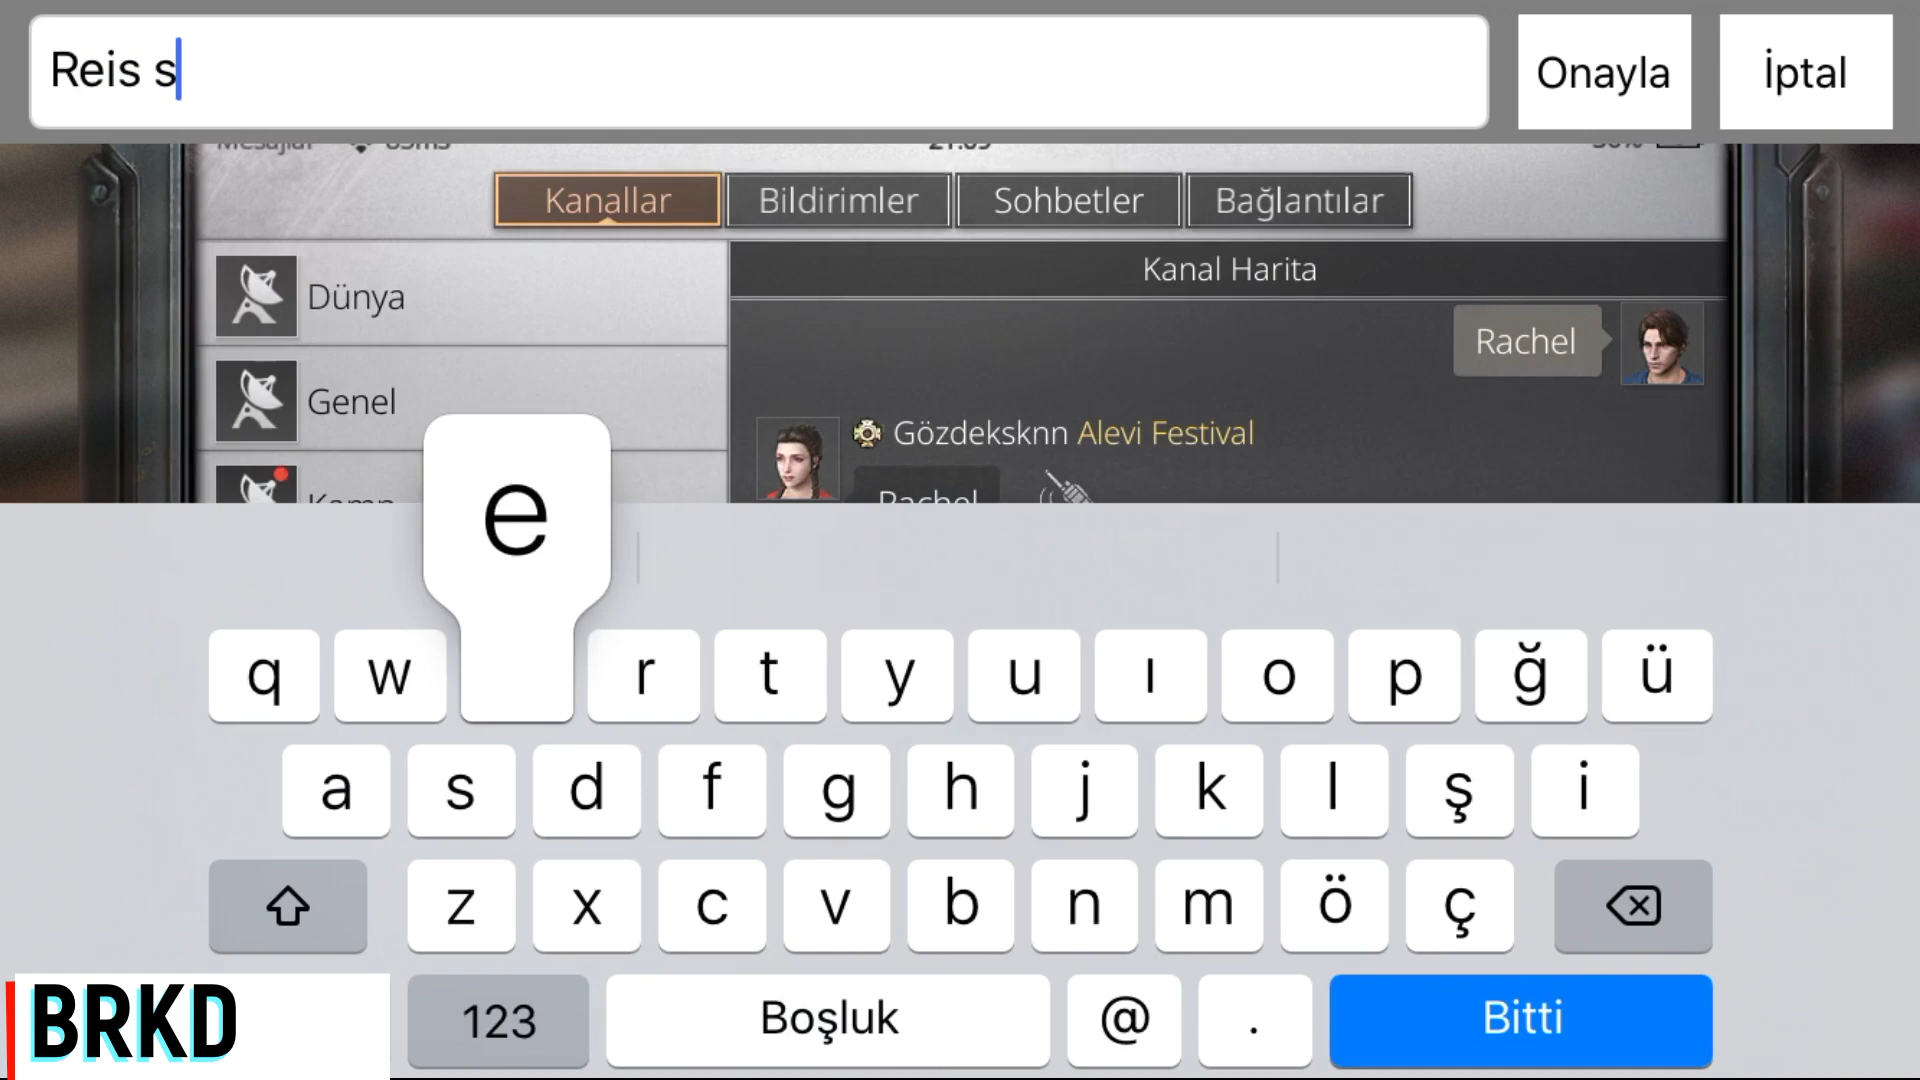 Reis s
Onayla
İptal
Kanallar
Bildirimler
Sohbetler
Bağlantılar
Dünya
Genel
Kanal Harita
Rachel
Gözdeksknn Alevi Festival
Rachel
e
q w r t y u ı o p ğ ü
a s d f g h j k l ş i
z x c v b n m ö ç
123 Boşluk @ . Bitti
BRKD